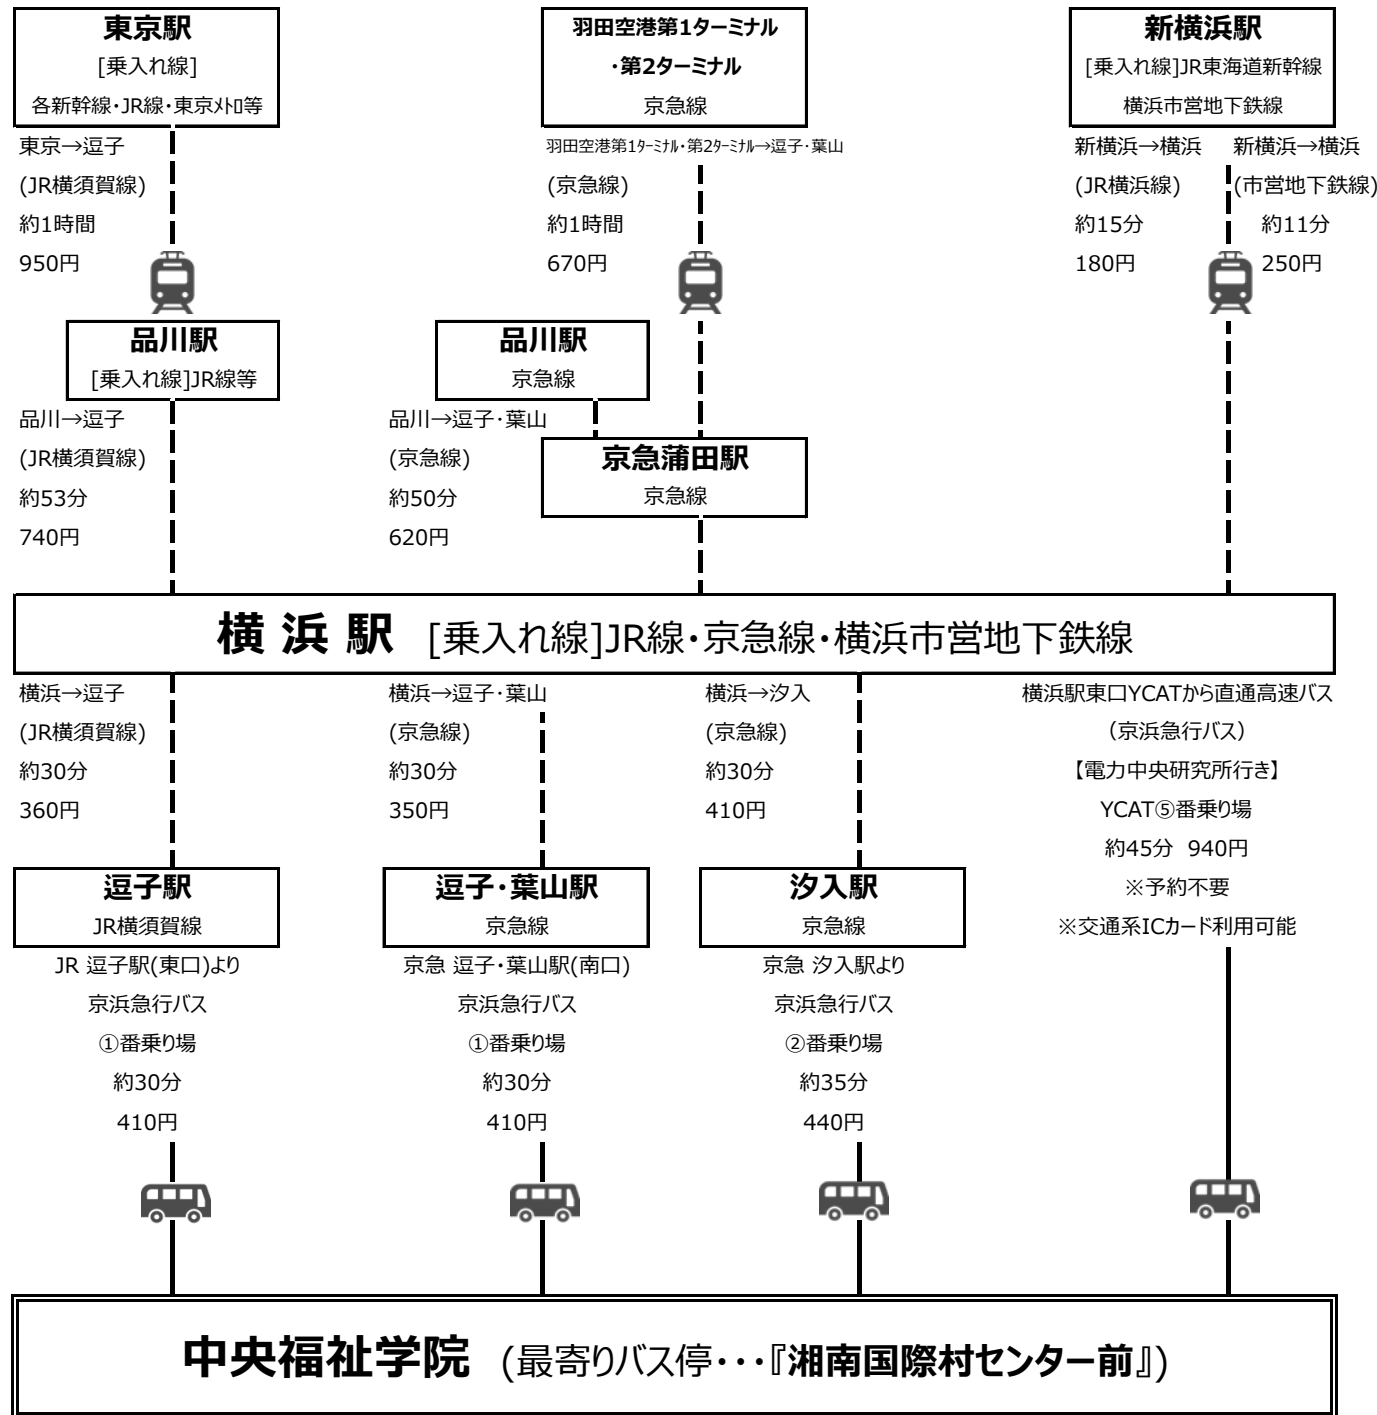 東京駅
[乗入れ線]
各新幹線・JR線・東京ﾒﾄﾛ等
東京→逗子
(JR横須賀線)
約1時間
950円
羽田空港第1ターミナル
・第2ターミナル
京急線
羽田空港第1ﾀｰﾐﾅﾙ・第2ﾀｰﾐﾅﾙ→逗子・葉山
(京急線)
約1時間
670円
新横浜駅
[乗入れ線]JR東海道新幹線
横浜市営地下鉄線
新横浜→横浜
(JR横浜線)
約15分
180円
新横浜→横浜
(市営地下鉄線)
約11分
250円
品川駅
[乗入れ線]JR線等
品川→逗子
(JR横須賀線)
約53分
740円
品川駅
京急線
品川→逗子・葉山
(京急線)
約50分
620円
京急蒲田駅
京急線
横浜駅 [乗入れ線]JR線・京急線・横浜市営地下鉄線
横浜→逗子
(JR横須賀線)
約30分
360円
横浜→逗子・葉山
(京急線)
約30分
350円
横浜→汐入
(京急線)
約30分
410円
横浜駅東口YCATから直通高速バス
（京浜急行バス）
【電力中央研究所行き】
YCAT⑤番乗り場
約45分 940円
※予約不要
※交通系ICカード利用可能
逗子駅
JR横須賀線
JR 逗子駅(東口)より
京浜急行バス
①番乗り場
約30分
410円
逗子・葉山駅
京急線
京急 逗子・葉山駅(南口)
京浜急行バス
①番乗り場
約30分
410円
汐入駅
京急線
京急 汐入駅より
京浜急行バス
②番乗り場
約35分
440円
中央福祉学院 (最寄りバス停・・・『湘南国際村センター前』)